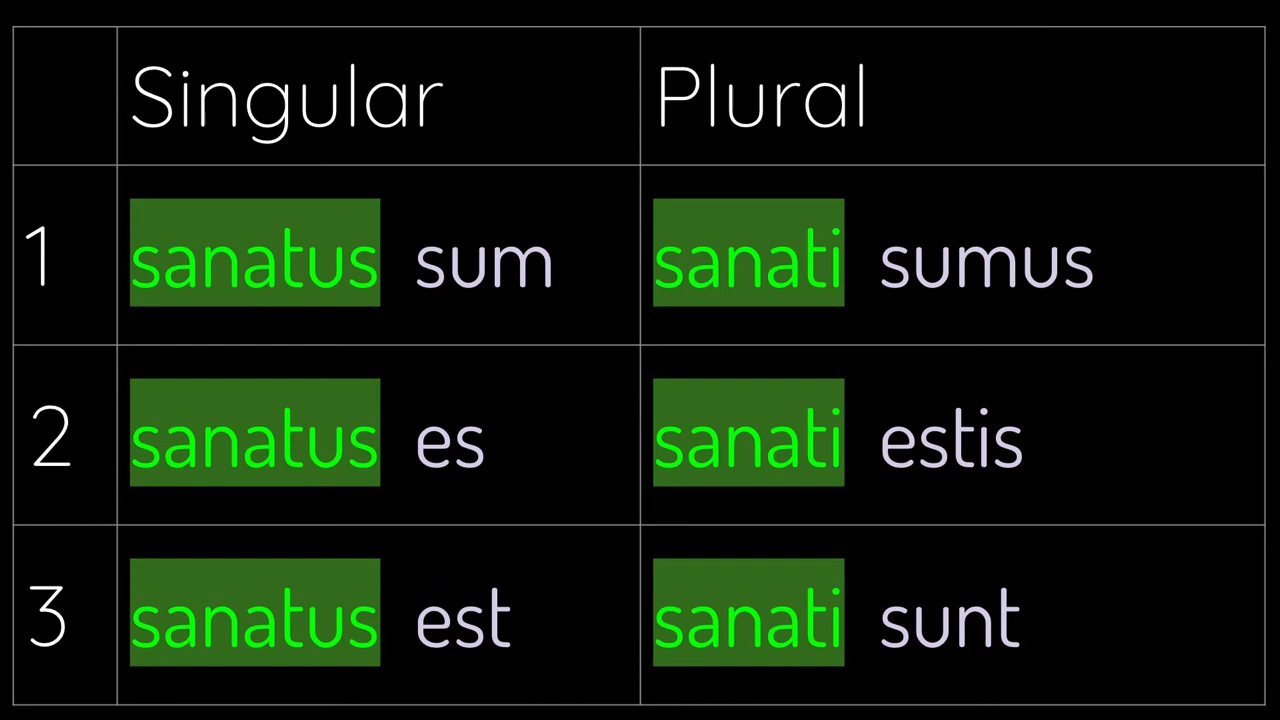 Singular Plural
1 sanatus sum sanati sumus
2 sanatus es sanati estis
3 sanatus est sanati sunt